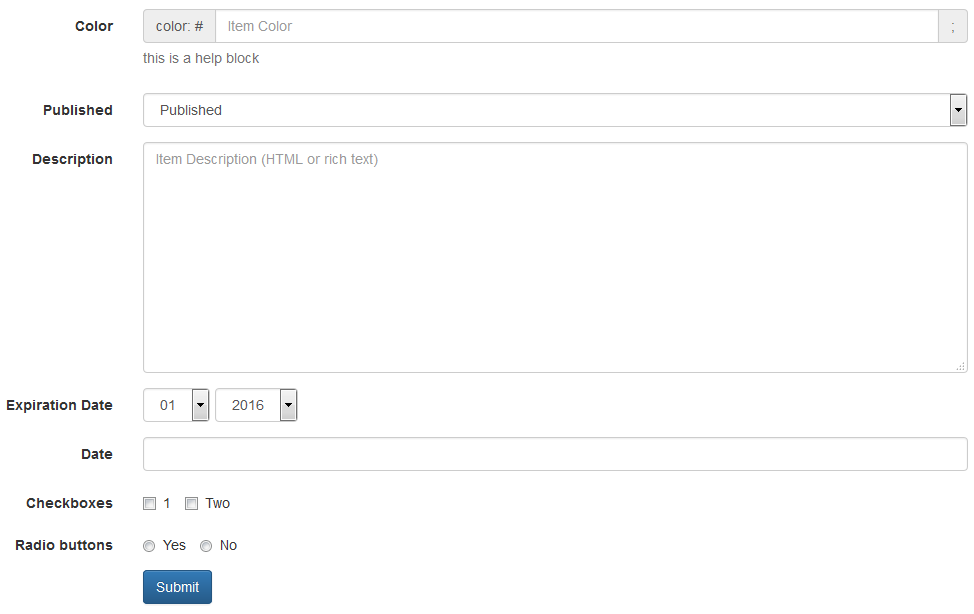 Color color: # Item Color ;
this is a help block
Published Published
Description Item Description (HTML or rich text)
Expiration Date 01 2016
Date
Checkboxes 1 Two
Radio buttons Yes No
Submit